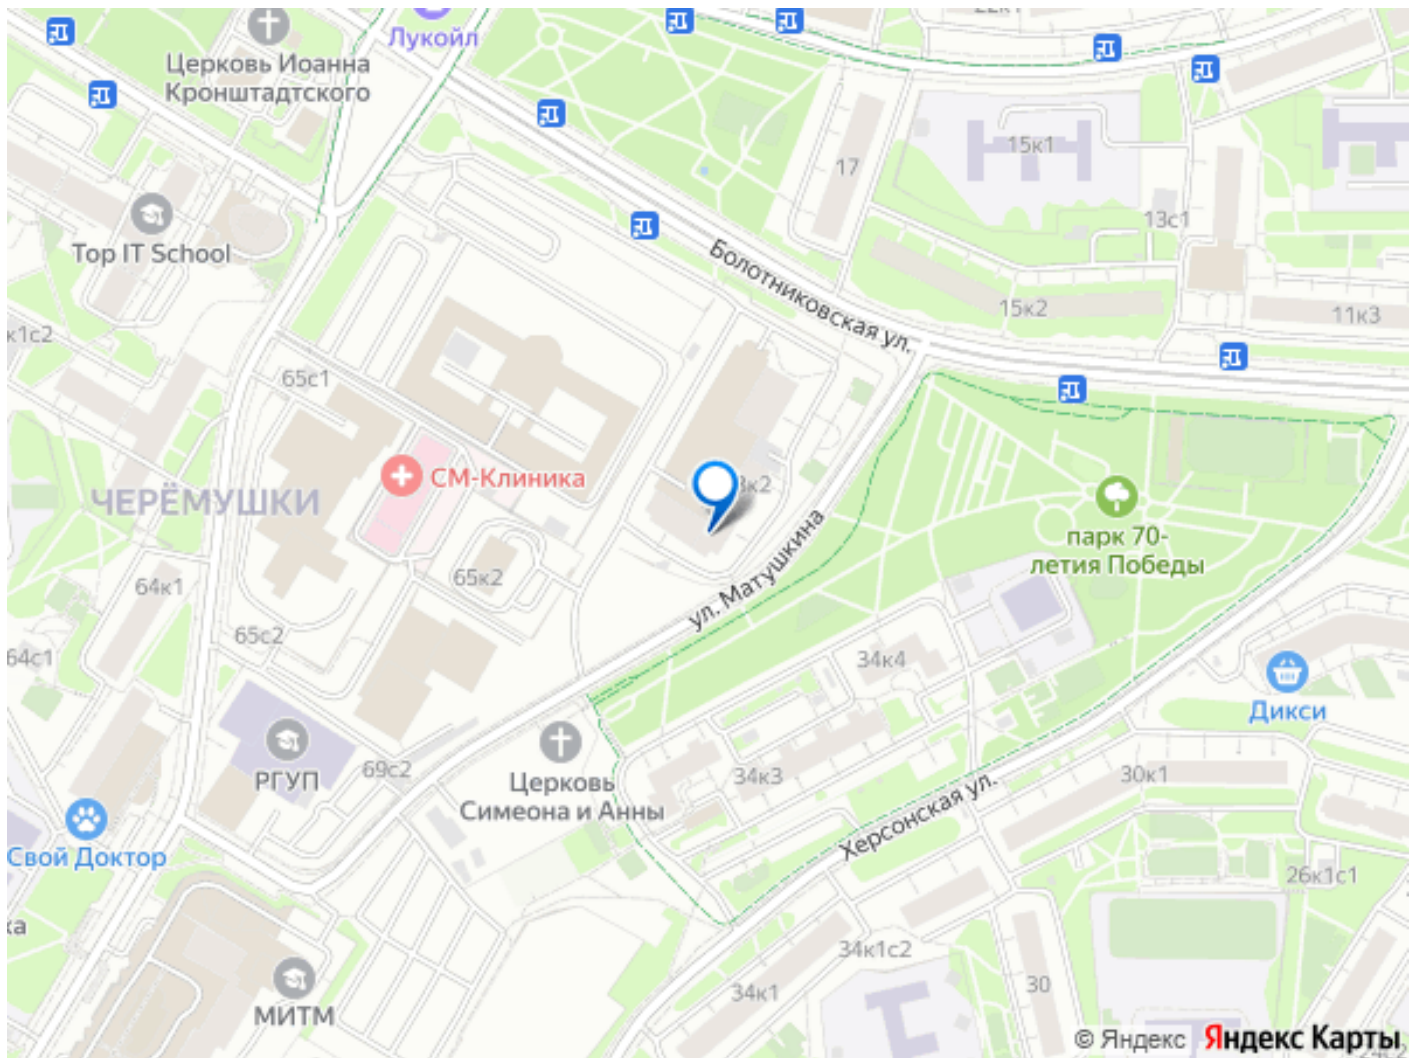 22к1
Лукойл
Церковь Иоанна
Кронштадтского
15к1
17
13с1
Top IT School
Болотниковская ул.
15к2
11к3
к1с2
65с1
СМ-Клиника
к2
ЧЕРЁМУШКИ
парк 70-
летия Победы
ул. Матушкина
64к1
65к2
65с2
64с1
34к4
Дикси
РГУП
69с2
Церковь
Симеона и Анны
34к3
30к1
Херсонская ул.
Свой Доктор
26к1с1
ка
34к1с2
30
34к1
МИТМ
© Яндекс Яндекс Карты